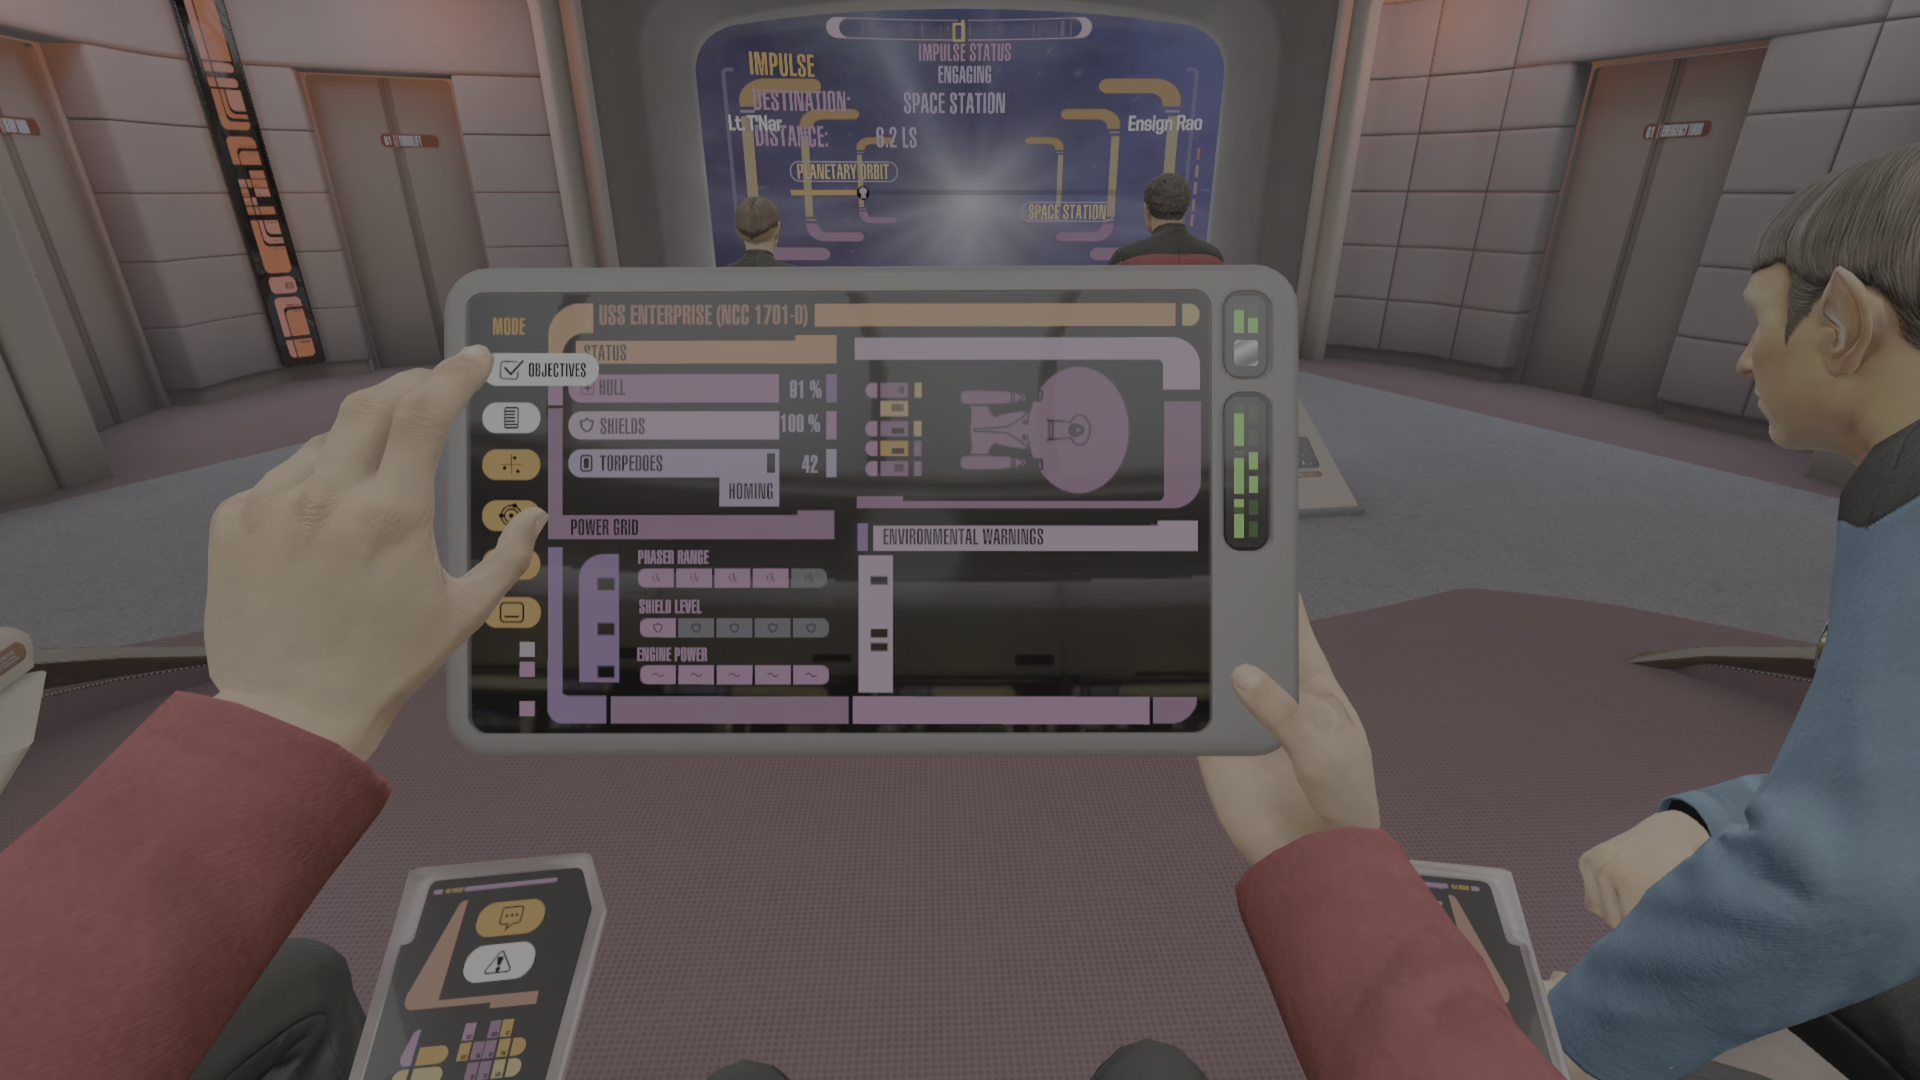 IMPULSE
IMPULSE STATUS
ENGAGING
DESTINATION:
SPACE STATION
Lt. T'Nar
Ensign Rao
DISTANCE:
6.2 LS
PLANETARY ORBIT
SPACE STATION
01 TURBOLIFT
MODE
USS ENTERPRISE (NCC 1701-D)
OBJECTIVES
STATUS
HULL
91 %
SHIELDS
100 %
TORPEDOES
42
HOMING
POWER GRID
PHASER RANGE
SHIELD LEVEL
ENGINE POWER
ENVIRONMENTAL WARNINGS